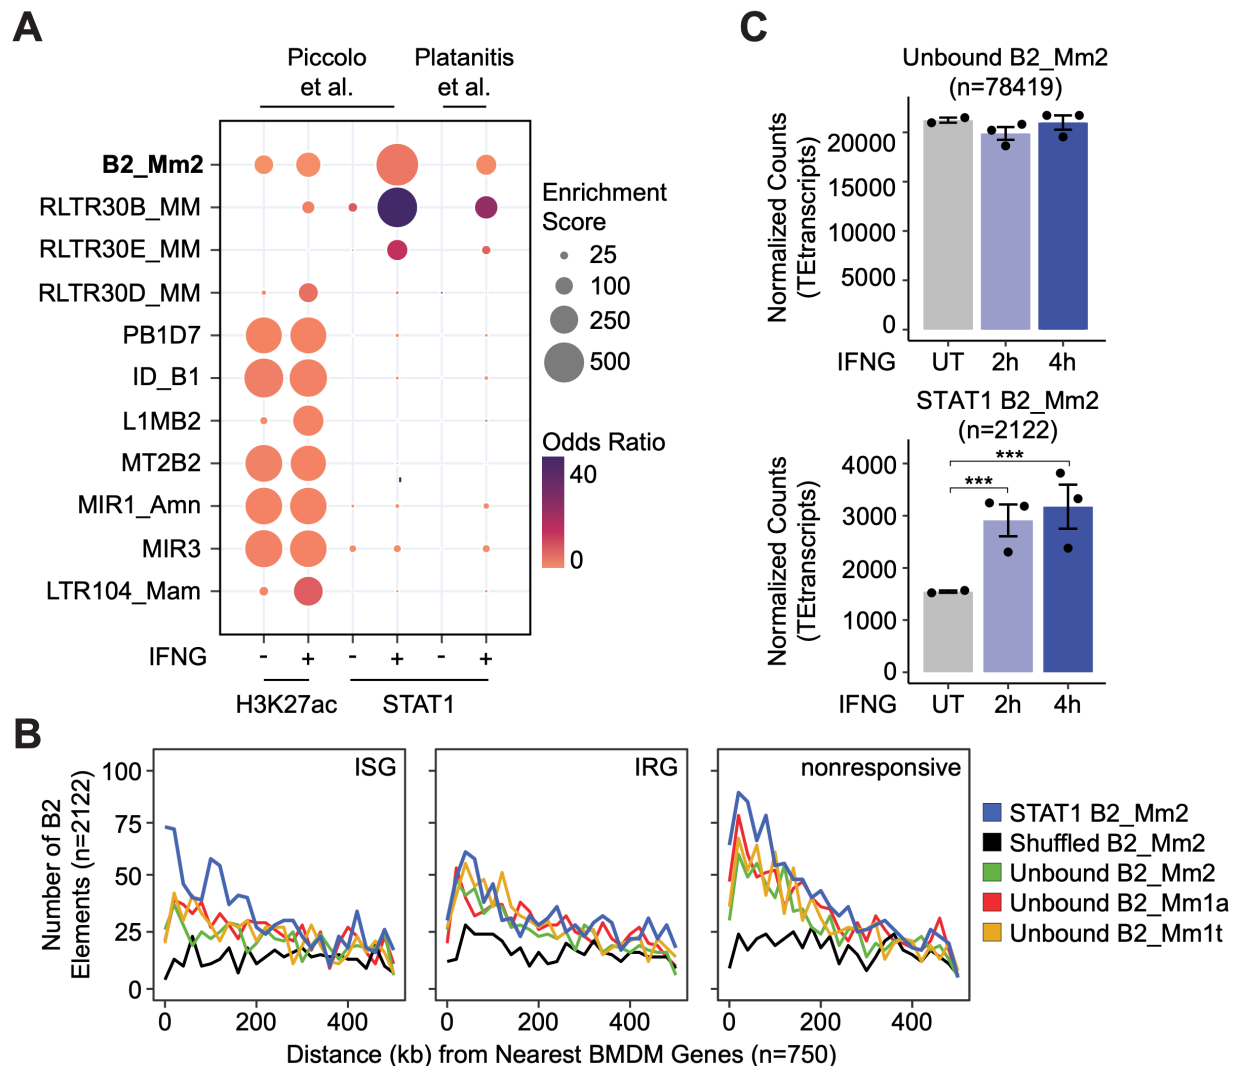 A
Piccolo
et al.
Platanitis
et al.
B2_Mm2
RLTR30B_MM
RLTR30E_MM
RLTR30D_MM
PB1D7
ID_B1
L1MB2
MT2B2
MIR1_Amn
MIR3
LTR104_Mam
IFNG - + - + - +
H3K27ac STAT1
Enrichment
Score
25
100
250
500
Odds Ratio
40
0
C
Unbound B2_Mm2
(n=78419)
Normalized Counts
(TEtranscripts)
20000
15000
10000
5000
0
IFNG UT 2h 4h
STAT1 B2_Mm2
(n=2122)
Normalized Counts
(TEtranscripts)
4000
3000
2000
1000
0
***
***
IFNG UT 2h 4h
B
Number of B2
Elements (n=2122)
100
75
50
25
0
ISG
IRG
nonresponsive
0 200 400
0 200 400
0 200 400
Distance (kb) from Nearest BMDM Genes (n=750)
STAT1 B2_Mm2
Shuffled B2_Mm2
Unbound B2_Mm2
Unbound B2_Mm1a
Unbound B2_Mm1t